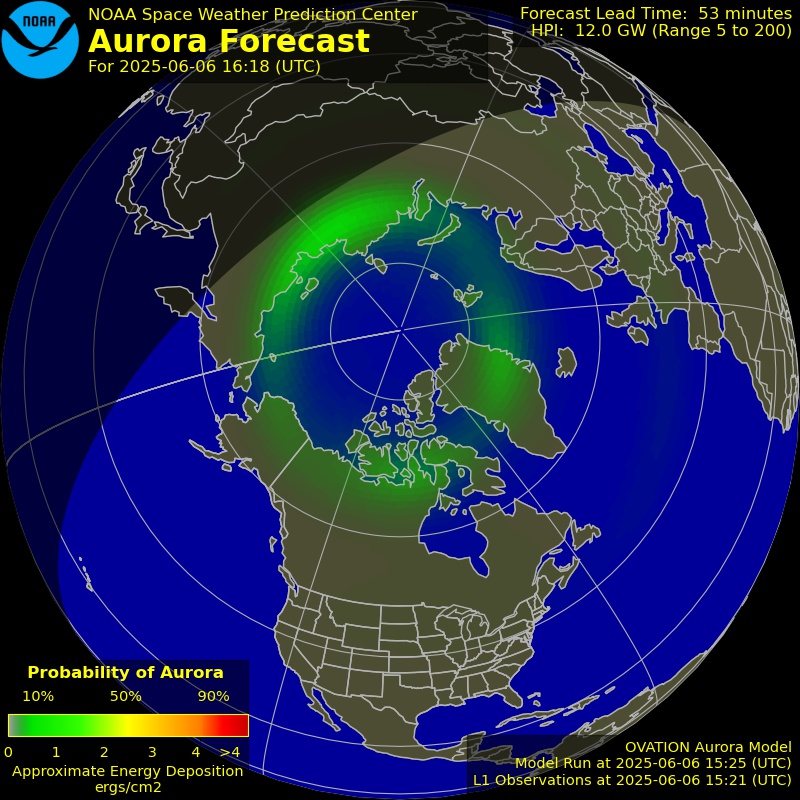 NOAA
NOAA Space Weather Prediction Center
Aurora Forecast
For 2025-06-06 16:18 (UTC)
Forecast Lead Time: 53 minutes
HPI: 12.0 GW (Range 5 to 200)
Probability of Aurora
10% 50% 90%
0 1 2 3 4 >4
Approximate Energy Deposition
ergs/cm2
OVATION Aurora Model
Model Run at 2025-06-06 15:25 (UTC)
L1 Observations at 2025-06-06 15:21 (UTC)